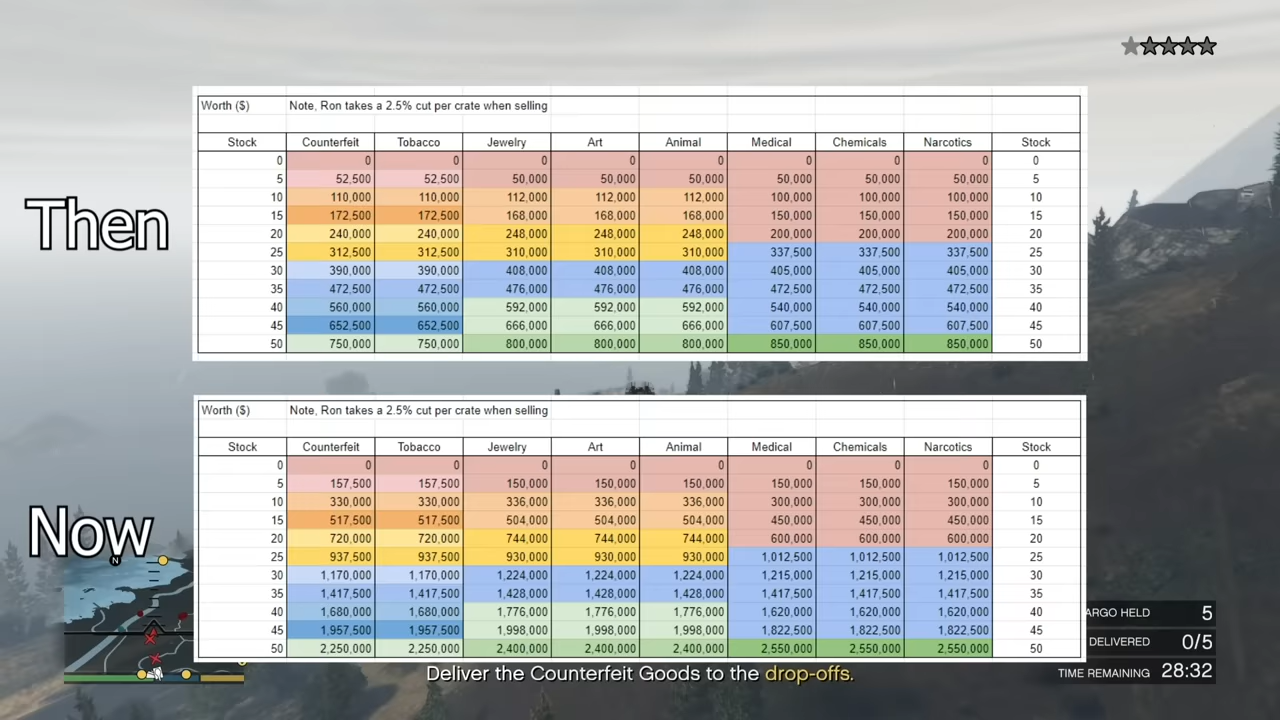 Then
Worth ($) Note, Ron takes a 2.5% cut per crate when selling
Stock Counterfeit Tobacco Jewelry Art Animal Medical Chemicals Narcotics Stock
0 0 0 0 0 0 0 0 0 0
5 52,500 52,500 50,000 50,000 50,000 50,000 50,000 50,000 5
10 110,000 110,000 112,000 112,000 112,000 100,000 100,000 100,000 10
15 172,500 172,500 168,000 168,000 168,000 150,000 150,000 150,000 15
20 240,000 240,000 248,000 248,000 248,000 200,000 200,000 200,000 20
25 312,500 312,500 310,000 310,000 310,000 337,500 337,500 337,500 25
30 390,000 390,000 408,000 408,000 408,000 405,000 405,000 405,000 30
35 472,500 472,500 476,000 476,000 476,000 472,500 472,500 472,500 35
40 560,000 560,000 592,000 592,000 592,000 540,000 540,000 540,000 40
45 652,500 652,500 666,000 666,000 666,000 607,500 607,500 607,500 45
50 750,000 750,000 800,000 800,000 800,000 850,000 850,000 850,000 50
Now
Worth ($) Note, Ron takes a 2.5% cut per crate when selling
Stock Counterfeit Tobacco Jewelry Art Animal Medical Chemicals Narcotics Stock
0 0 0 0 0 0 0 0 0 0
5 157,500 157,500 150,000 150,000 150,000 150,000 150,000 150,000 5
10 330,000 330,000 336,000 336,000 336,000 300,000 300,000 300,000 10
15 517,500 517,500 504,000 504,000 504,000 450,000 450,000 450,000 15
20 720,000 720,000 744,000 744,000 744,000 600,000 600,000 600,000 20
25 937,500 937,500 930,000 930,000 930,000 1,012,500 1,012,500 1,012,500 25
30 1,170,000 1,170,000 1,224,000 1,224,000 1,224,000 1,215,000 1,215,000 1,215,000 30
35 1,417,500 1,417,500 1,428,000 1,428,000 1,428,000 1,417,500 1,417,500 1,417,500 35
40 1,680,000 1,680,000 1,776,000 1,776,000 1,776,000 1,620,000 1,620,000 1,620,000 40
45 1,957,500 1,957,500 1,998,000 1,998,000 1,998,000 1,822,500 1,822,500 1,822,500 45
50 2,250,000 2,250,000 2,400,000 2,400,000 2,400,000 2,550,000 2,550,000 2,550,000 50
N
ARGO HELD 5
DELIVERED 0/5
TIME REMAINING 28:32
Deliver the Counterfeit Goods to the drop-offs.